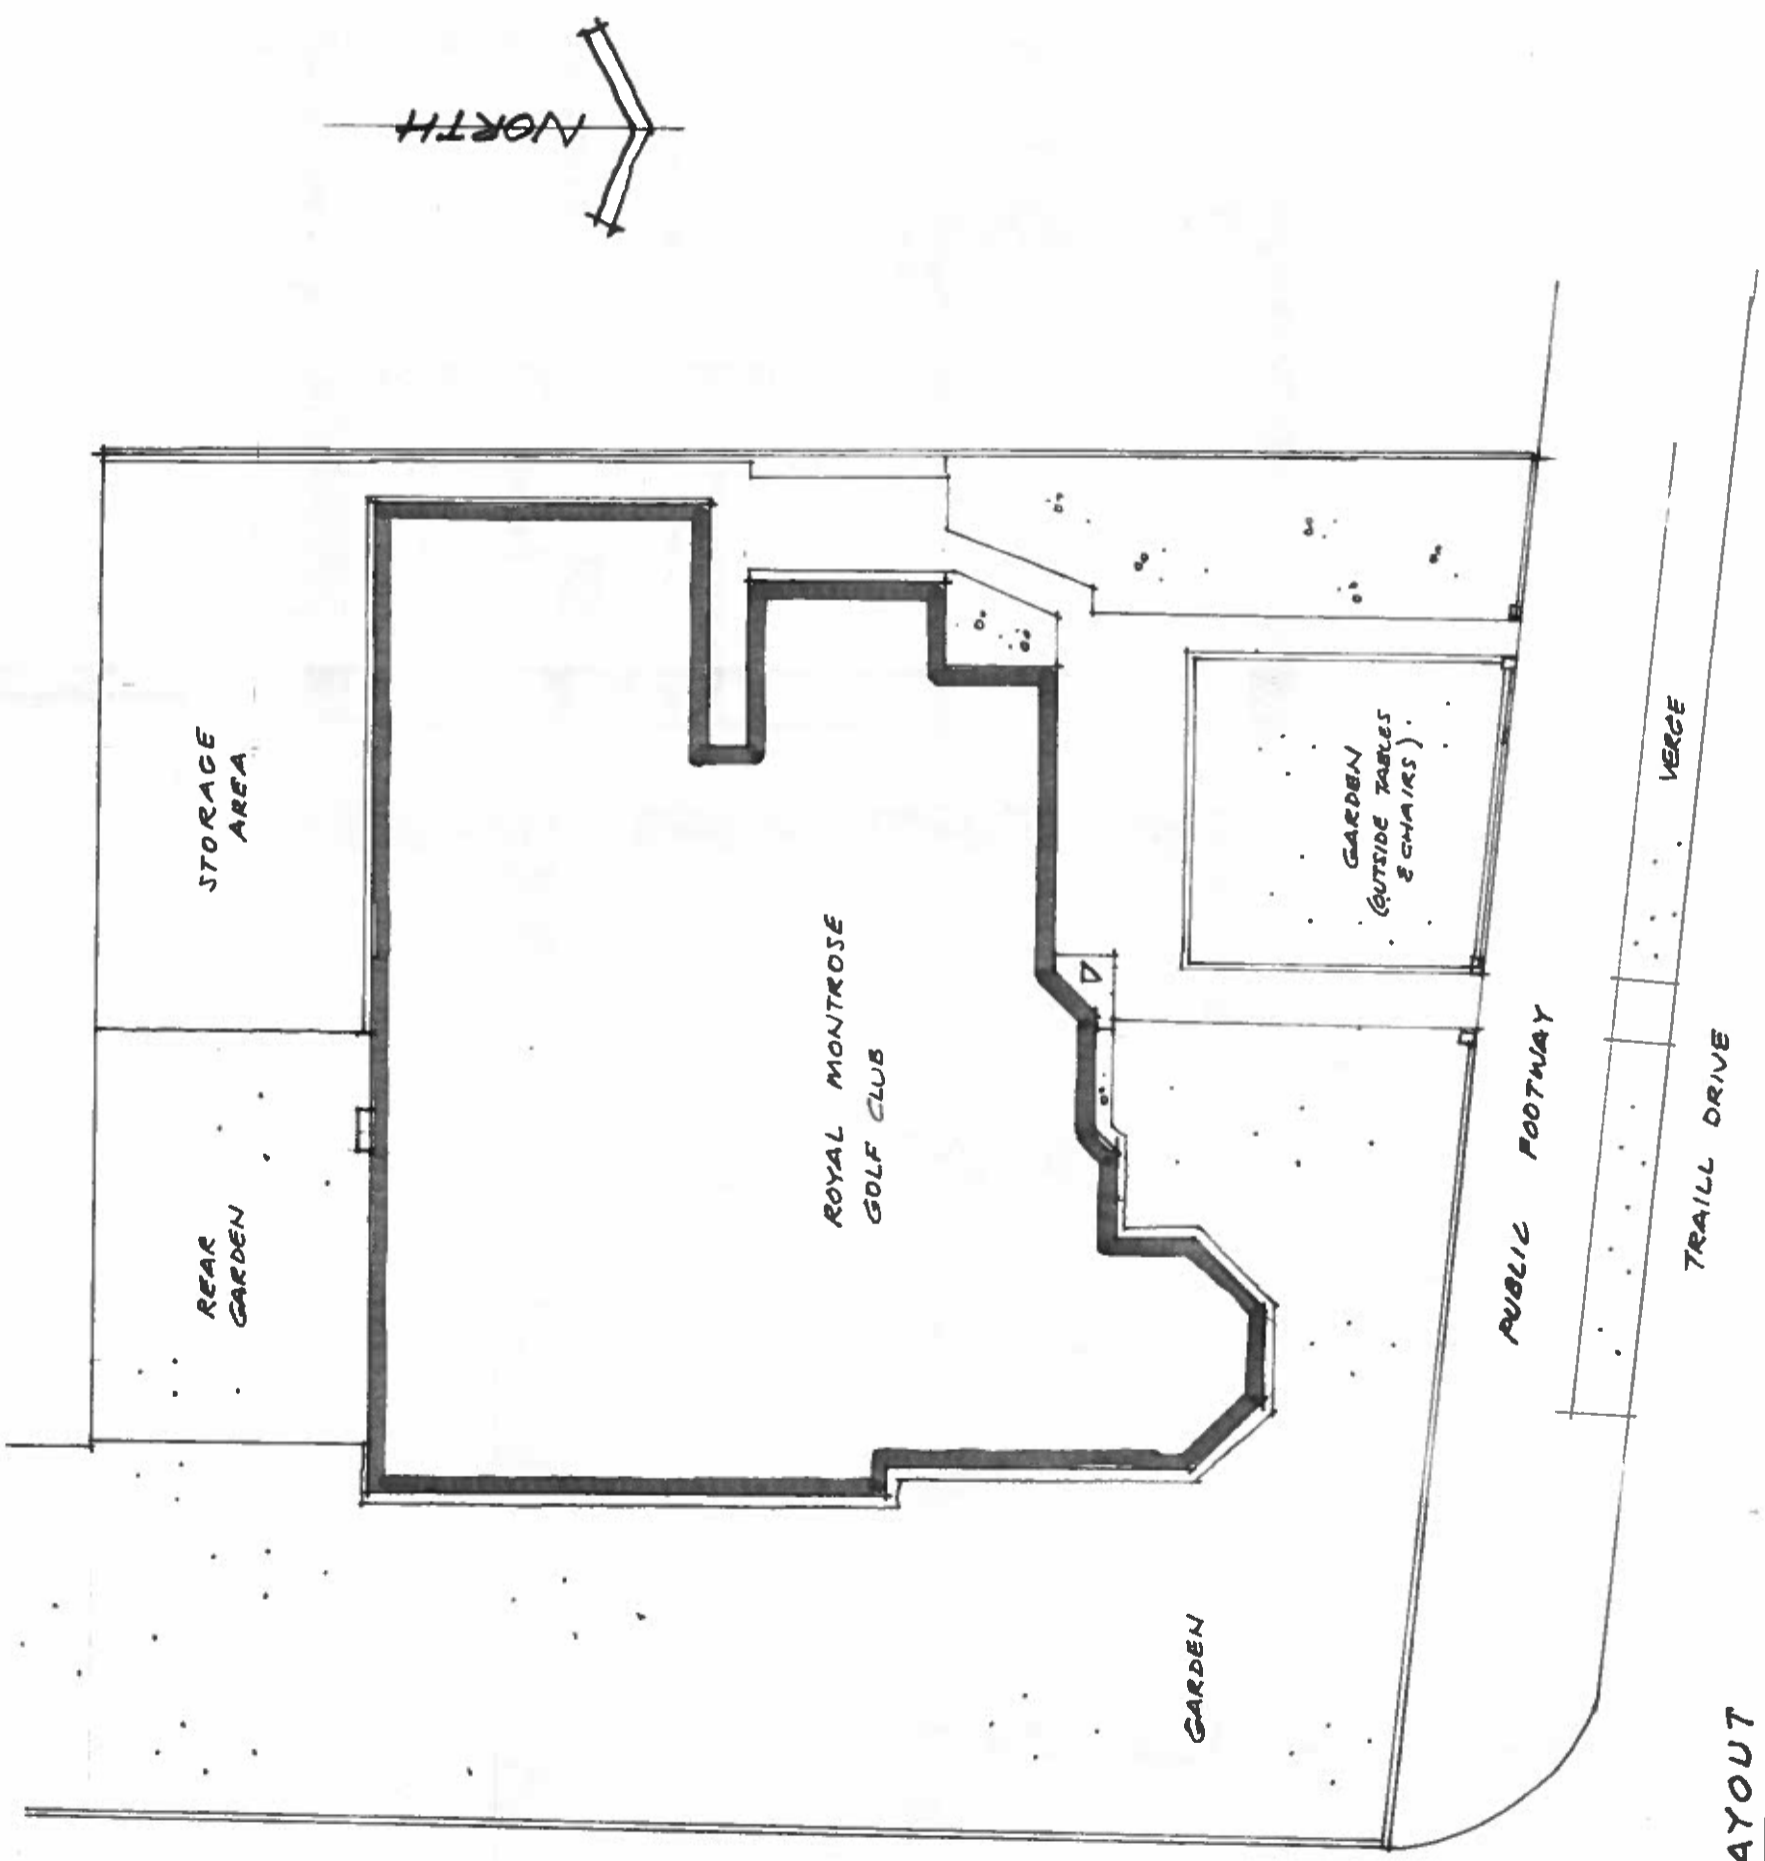 NORTH
STORAGE
AREA
REAR
GARDEN
ROYAL MONTROSE
GOLF CLUB
GARDEN
(OUTSIDE TABLES
& CHAIRS).
GARDEN
PUBLIC FOOTWAY
VERGE
TRAILL DRIVE
AYOUT